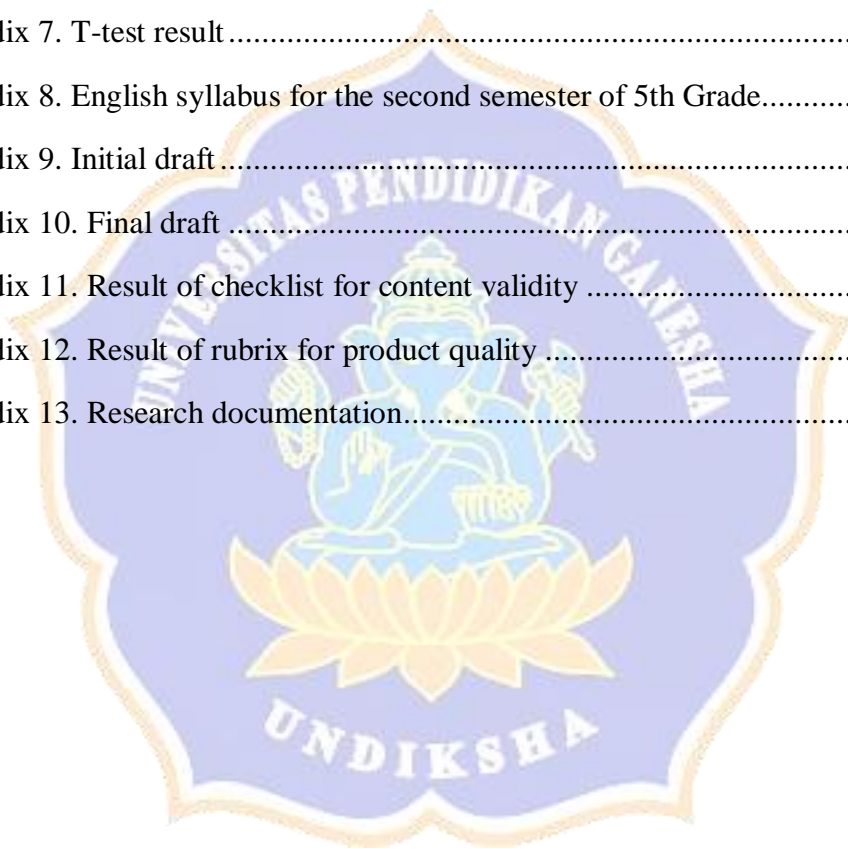 dix 7. T-test result
dix 8. English syllabus for the second semester of 5th Grade
dix 9. Initial draft
dix 10. Final draft
dix 11. Result of checklist for content validity
dix 12. Result of rubrix for product quality
dix 13. Research documentation
UNIVERSITAS PENDIDIKAN GANESHA
UNDIKSHA